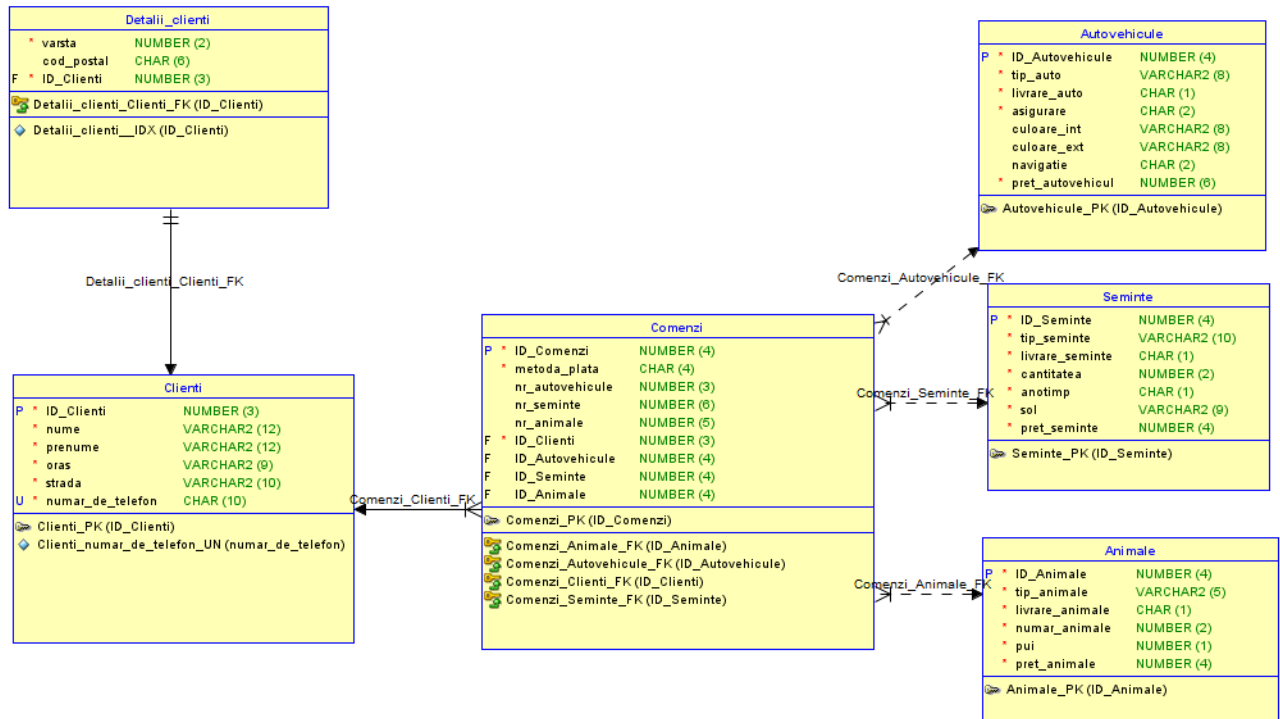 Detalii_clienti
* varsta NUMBER (2)
cod_postal CHAR (6)
F * ID_Clienti NUMBER (3)
Detalii_clienti_Clienti_FK (ID_Clienti)
Detalii_clienti__IDX (ID_Clienti)
Detalii_clienti_Clienti_FK
Clienti
P * ID_Clienti NUMBER (3)
* nume VARCHAR2 (12)
* prenume VARCHAR2 (12)
* oras VARCHAR2 (9)
* strada VARCHAR2 (10)
U * numar_de_telefon CHAR (10)
Clienti_PK (ID_Clienti)
Clienti_numar_de_telefon_UN (numar_de_telefon)
Comenzi_Clienti_FK
Comenzi
P * ID_Comenzi NUMBER (4)
* metoda_plata CHAR (4)
nr_autovehicule NUMBER (3)
nr_seminte NUMBER (6)
nr_animale NUMBER (5)
F * ID_Clienti NUMBER (3)
F ID_Autovehicule NUMBER (4)
F ID_Seminte NUMBER (4)
F ID_Animale NUMBER (4)
Comenzi_PK (ID_Comenzi)
Comenzi_Animale_FK (ID_Animale)
Comenzi_Autovehicule_FK (ID_Autovehicule)
Comenzi_Clienti_FK (ID_Clienti)
Comenzi_Seminte_FK (ID_Seminte)
Comenzi_Autovehicule_FK
Comenzi_Seminte_FK
Comenzi_Animale_FK
Autovehicule
P * ID_Autovehicule NUMBER (4)
* tip_auto VARCHAR2 (8)
* livrare_auto CHAR (1)
* asigurare CHAR (2)
culoare_int VARCHAR2 (8)
culoare_ext VARCHAR2 (8)
navigatie CHAR (2)
* pret_autovehicul NUMBER (6)
Autovehicule_PK (ID_Autovehicule)
Seminte
P * ID_Seminte NUMBER (4)
* tip_seminte VARCHAR2 (10)
* livrare_seminte CHAR (1)
* cantitatea NUMBER (2)
* anotimp CHAR (1)
* sol VARCHAR2 (9)
* pret_seminte NUMBER (4)
Seminte_PK (ID_Seminte)
Animale
P * ID_Animale NUMBER (4)
* tip_animale VARCHAR2 (5)
* livrare_animale CHAR (1)
* numar_animale NUMBER (2)
* pui NUMBER (1)
* pret_animale NUMBER (4)
Animale_PK (ID_Animale)